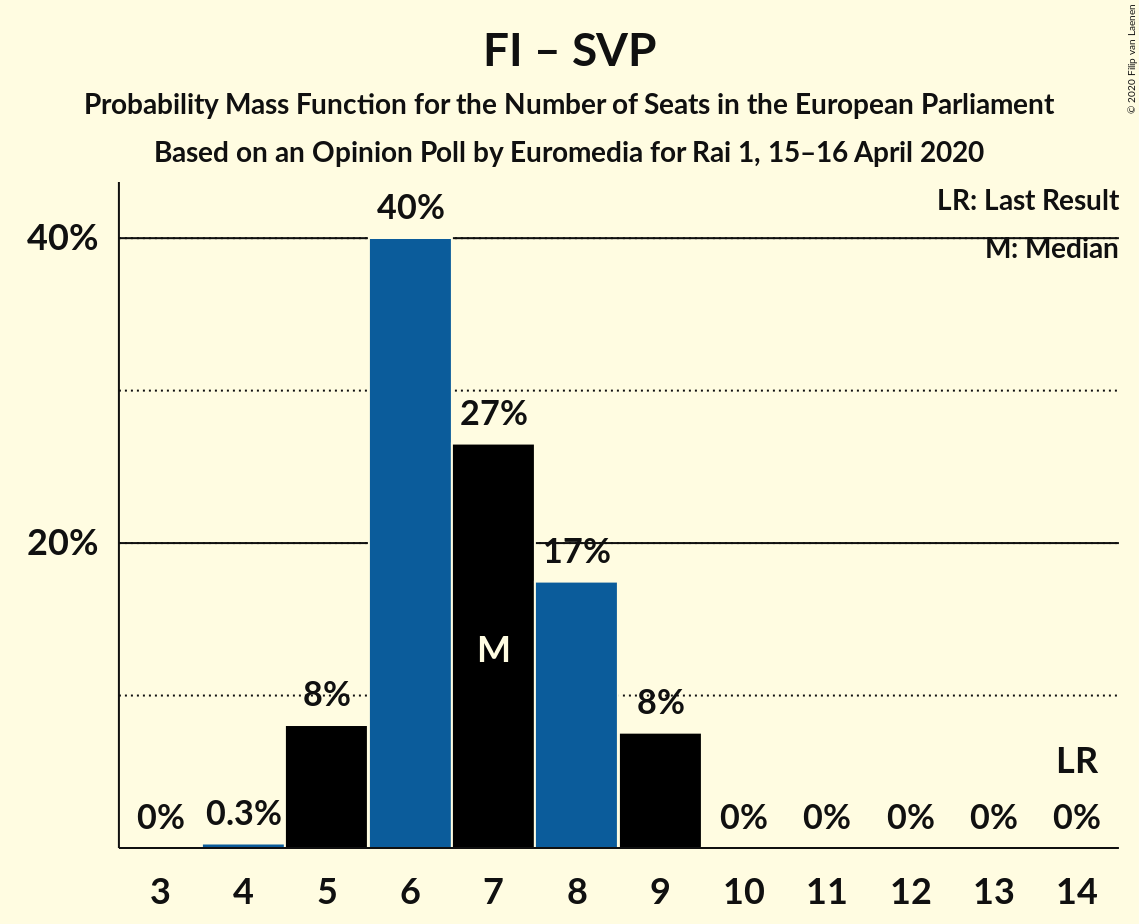 FI – SVP
Probability Mass Function for the Number of Seats in the European Parliament
Based on an Opinion Poll by Euromedia for Rai 1, 15–16 April 2020
© 2020 Filip van Laenen
LR: Last Result
M: Median
40%
20%
0%
0.3%
8%
40%
27%
17%
8%
0%
0%
0%
0%
0%
M
LR
3 4 5 6 7 8 9 10 11 12 13 14